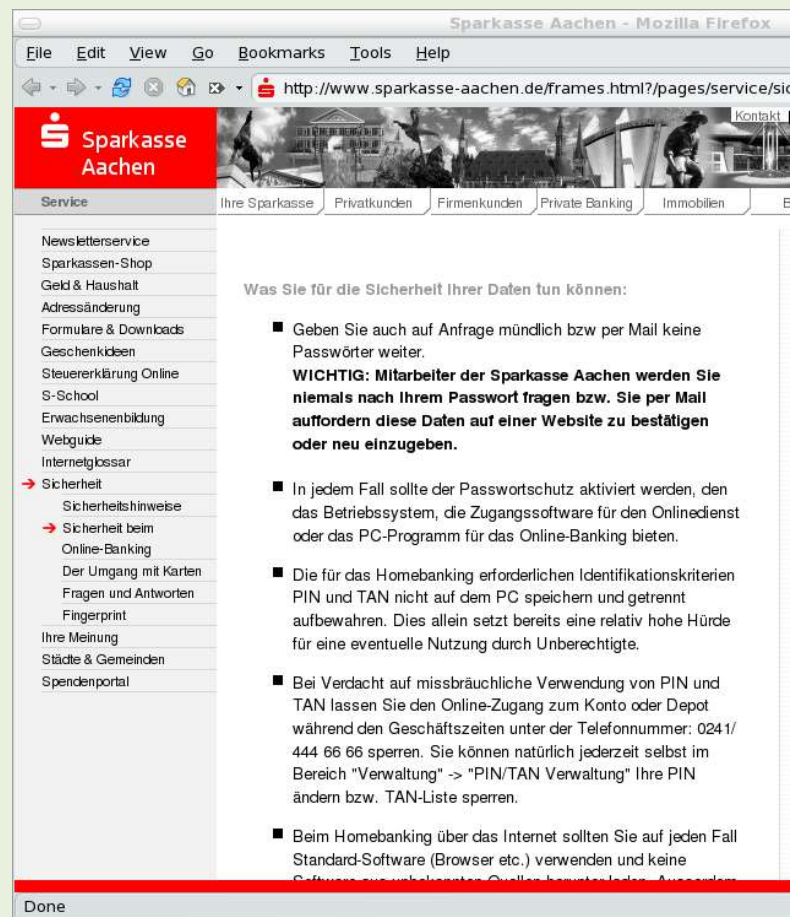 Sparkasse Aachen - Mozilla Firefox
File Edit View Go Bookmarks Tools Help
http://www.sparkasse-aachen.de/frames.html?/pages/service/sic
Kontakt
Sparkasse
Aachen
Service
Ihre Sparkasse Privatkunden Firmenkunden Private Banking Immobilien B
Newsletterservice
Sparkassen-Shop
Geld & Haushalt
Adressänderung
Formulare & Downloads
Geschenkideen
Steuererklärung Online
S-School
Erwachsenenbildung
Webguide
Internetglossar
Sicherheit
Sicherheitshinweise
Sicherheit beim
Online-Banking
Der Umgang mit Karten
Fragen und Antworten
Fingerprint
Ihre Meinung
Städte & Gemeinden
Spendenportal
Was Sie für die Sicherheit Ihrer Daten tun können:
Geben Sie auch auf Anfrage mündlich bzw per Mail keine
Passwörter weiter.
WICHTIG: Mitarbeiter der Sparkasse Aachen werden Sie
niemals nach Ihrem Passwort fragen bzw. Sie per Mail
auffordern diese Daten auf einer Website zu bestätigen
oder neu einzugeben.
In jedem Fall sollte der Passwortschutz aktiviert werden, den
das Betriebssystem, die Zugangssoftware für den Onlinedienst
oder das PC-Programm für das Online-Banking bieten.
Die für das Homebanking erforderlichen Identifikationskriterien
PIN und TAN nicht auf dem PC speichern und getrennt
aufbewahren. Dies allein setzt bereits eine relativ hohe Hürde
für eine eventuelle Nutzung durch Unberechtigte.
Bei Verdacht auf missbräuchliche Verwendung von PIN und
TAN lassen Sie den Online-Zugang zum Konto oder Depot
während den Geschäftszeiten unter der Telefonnummer: 0241/
444 66 66 sperren. Sie können natürlich jederzeit selbst im
Bereich "Verwaltung" -> "PIN/TAN Verwaltung" Ihre PIN
ändern bzw. TAN-Liste sperren.
Beim Homebanking über das Internet sollten Sie auf jeden Fall
Standard-Software (Browser etc.) verwenden und keine
Software aus unbekannten Quellen herunter laden. Ausserdem
Done